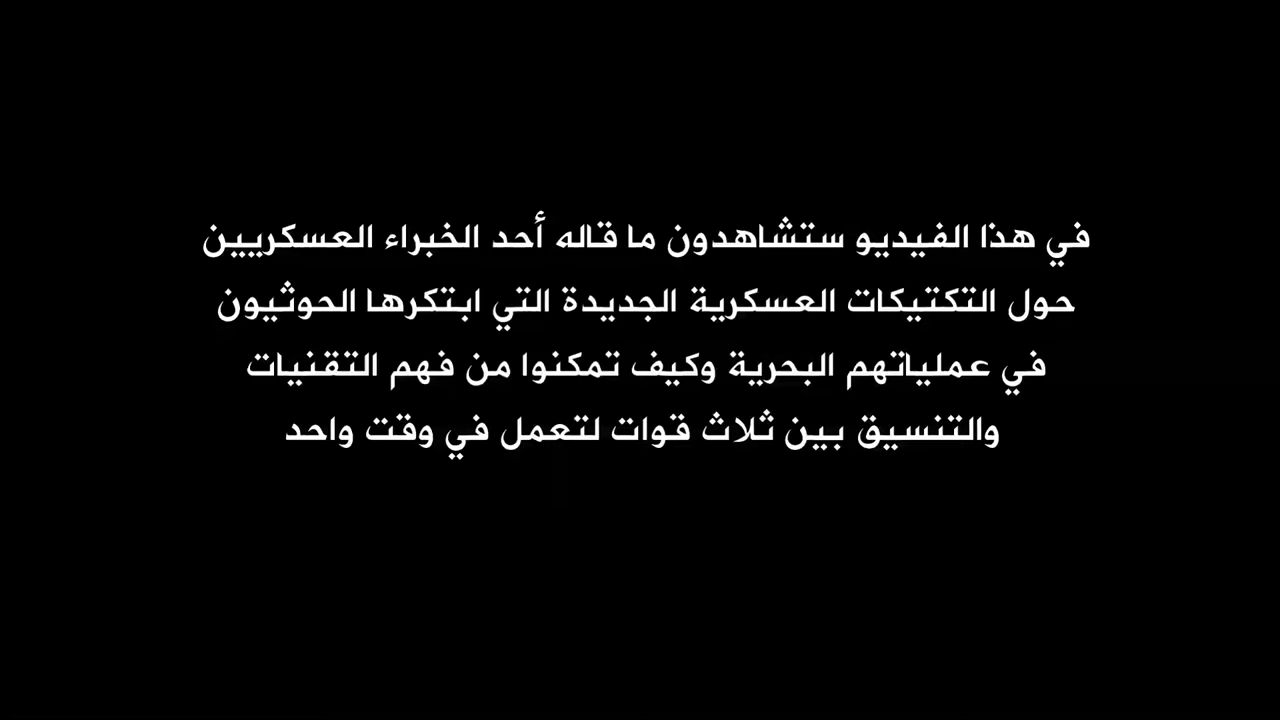 في هذا الفيديو ستشاهدون ما قاله أحد الخبراء العسكريين
حول التكتيكات العسكرية الجديدة التي ابتكرها الحوثيون
في عملياتهم البحرية وكيف تمكنوا من فهم التقنيات
والتنسيق بين ثلاث قوات لتعمل في وقت واحد